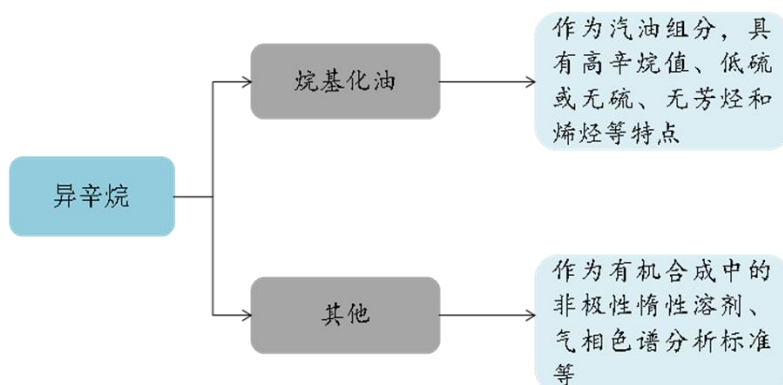 异辛烷
烷基化油
作为汽油组分，具
有高辛烷值、低硫
或无硫、无芳烃和
烯烃等特点
其他
作为有机合成中的
非极性惰性溶剂、
气相色谱分析标准
等